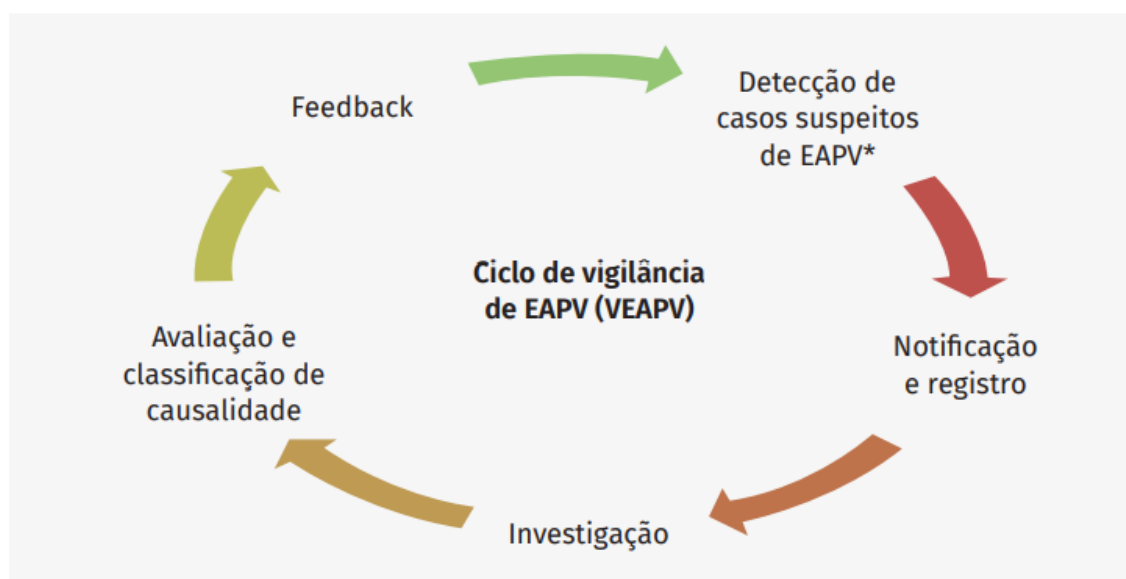 Feedback
Detecção de
casos suspeitos
de EAPV*
Ciclo de vigilância
de EAPV (VEAPV)
Notificação
e registro
Avaliação e
classificação de
causalidade
Investigação